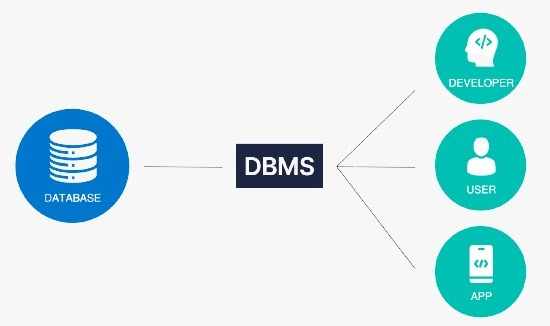 DATABASE
DBMS
DEVELOPER
USER
APP